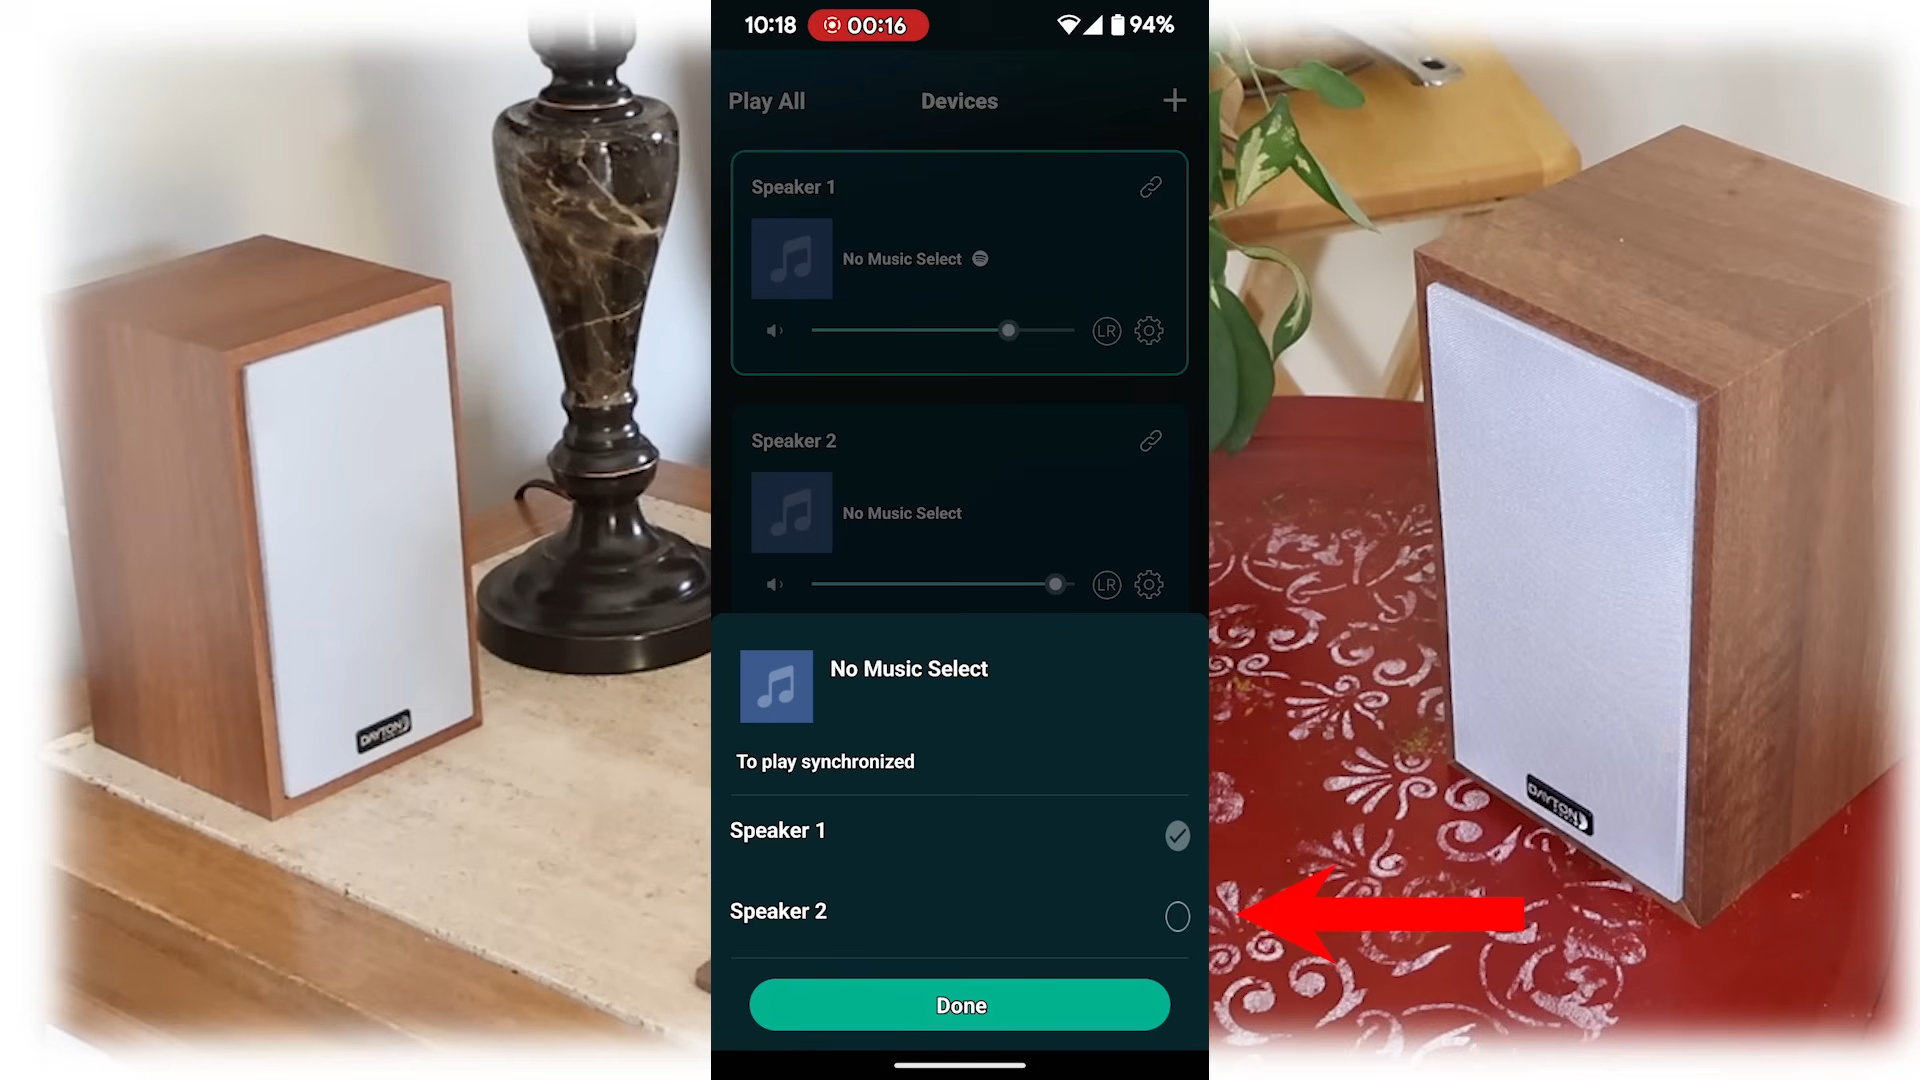 10:18 00:16 94%
Play All Devices
Speaker 1
No Music Select
LR
Speaker 2
No Music Select
LR
No Music Select
To play synchronized
Speaker 1
Speaker 2
Done
DAYTON
DAYTON